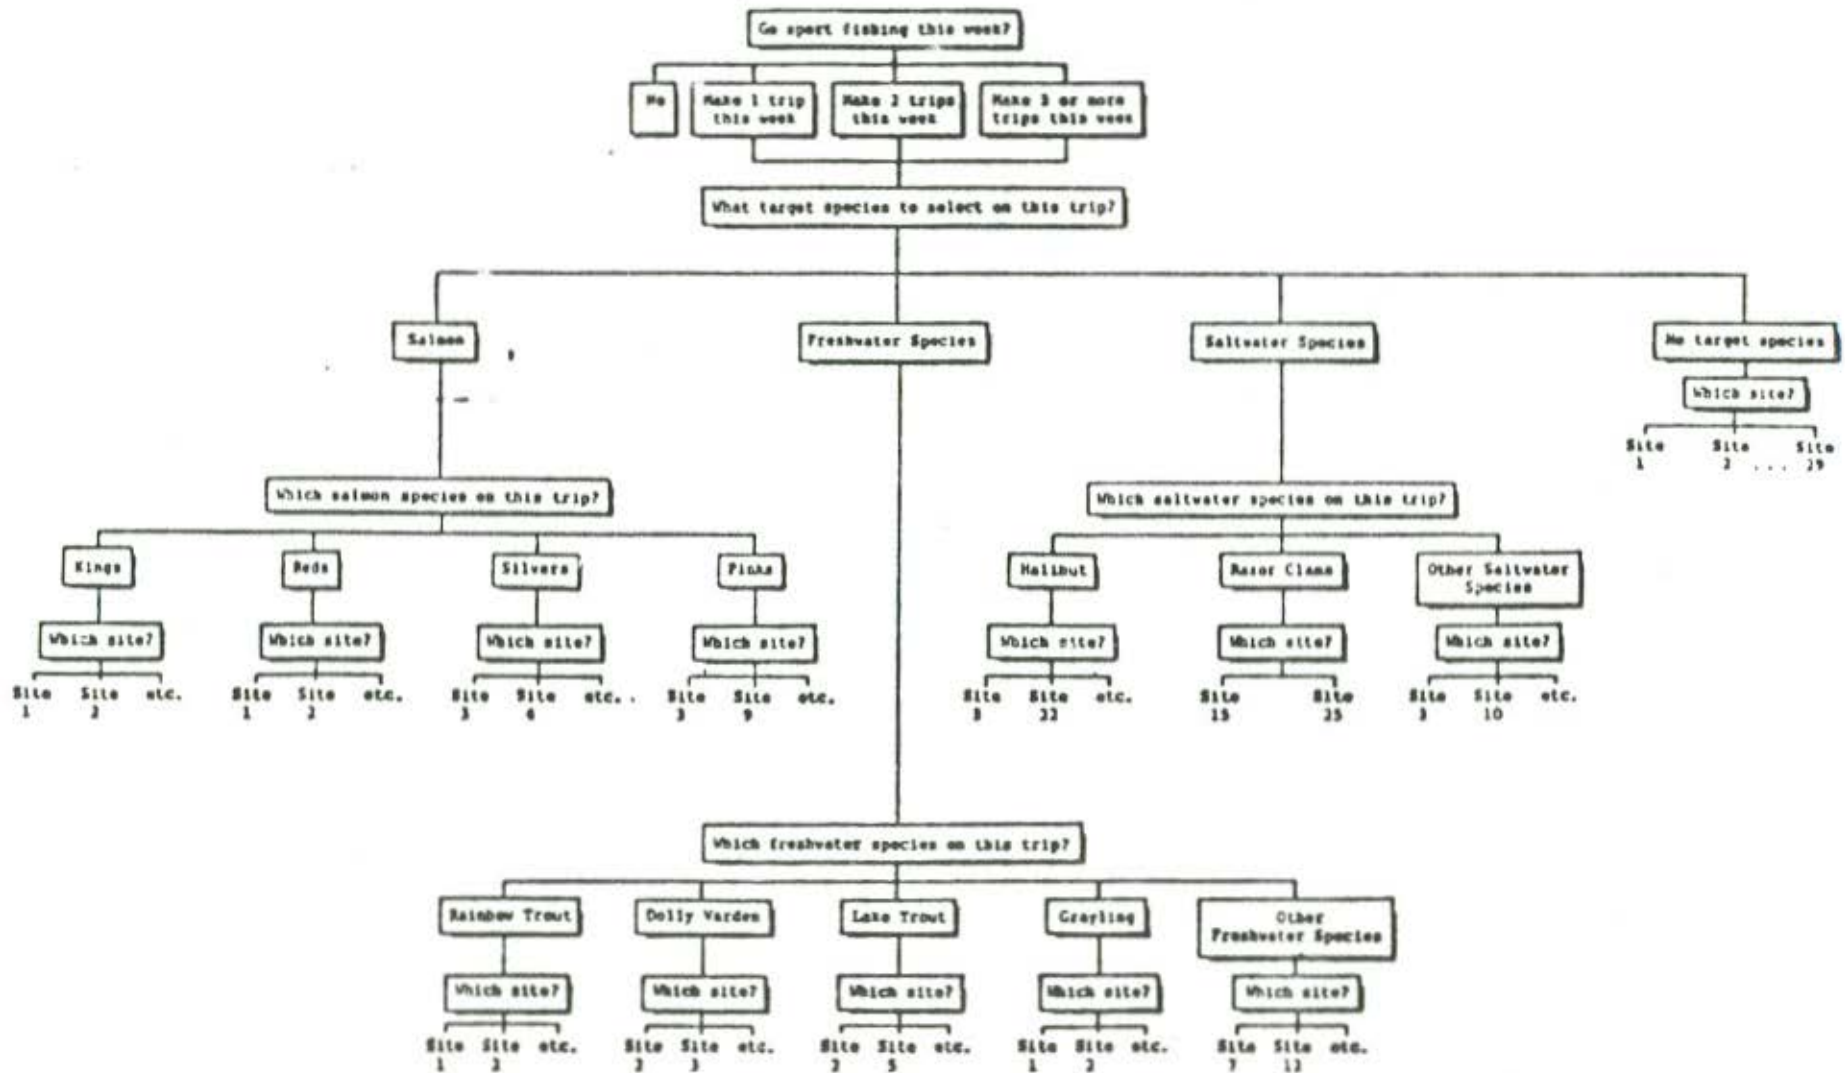 Go sport fishing this week?
No
Make 1 trip
this week
Make 2 trips
this week
Make 3 or more
trips this week
What target species to select on this trip?
Salmon
Freshwater Species
Saltwater Species
No target species
Which site?
Site Site Site
1 2 ... 29
Which salmon species on this trip?
Which saltwater species on this trip?
Kings
Reds
Silvers
Pinks
Halibut
Razor Clams
Other Saltwater
Species
Which site?
Which site?
Which site?
Which site?
Which site?
Which site?
Which site?
Site Site etc.
1 2
Site Site etc.
1 2
Site Site etc.
3 6
Site Site etc.
3 9
Site Site etc.
8 22
Site Site
15 25
Site Site etc.
3 10
Which freshwater species on this trip?
Rainbow Trout
Dolly Varden
Lake Trout
Grayling
Other
Freshwater Species
Which site?
Which site?
Which site?
Which site?
Which site?
Site Site etc.
1 2
Site Site etc.
2 3
Site Site etc.
2 5
Site Site etc.
1 2
Site Site etc.
7